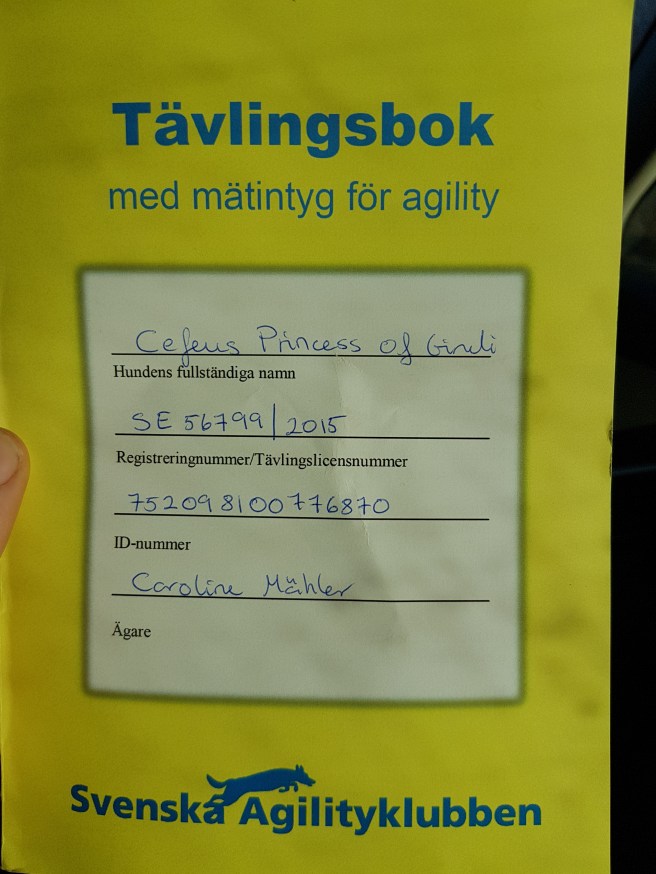 Tävlingsbok
med mätintyg för agility
Cefeus Princess of
Hundens fullständiga namn
SE 56799/2015
Registreringnummer/Tävlingslicensnummer
752098100776870
ID-nummer
Caroline Mähler
Ägare
Svenska Agilityklubben